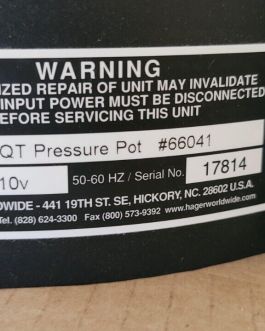 WARNING
IZED REPAIR OF UNIT MAY INVALIDATE
INPUT POWER MUST BE DISCONNECTED
BEFORE SERVICING THIS UNIT
QT Pressure Pot #66041
10v 50-60 HZ / Serial No. 17814
WIDE - 441 19TH ST. SE, HICKORY, NC. 28602 U.S.A.
Tel. (828) 624-3300 Fax (800) 573-9392 www.hagerworldwide.com